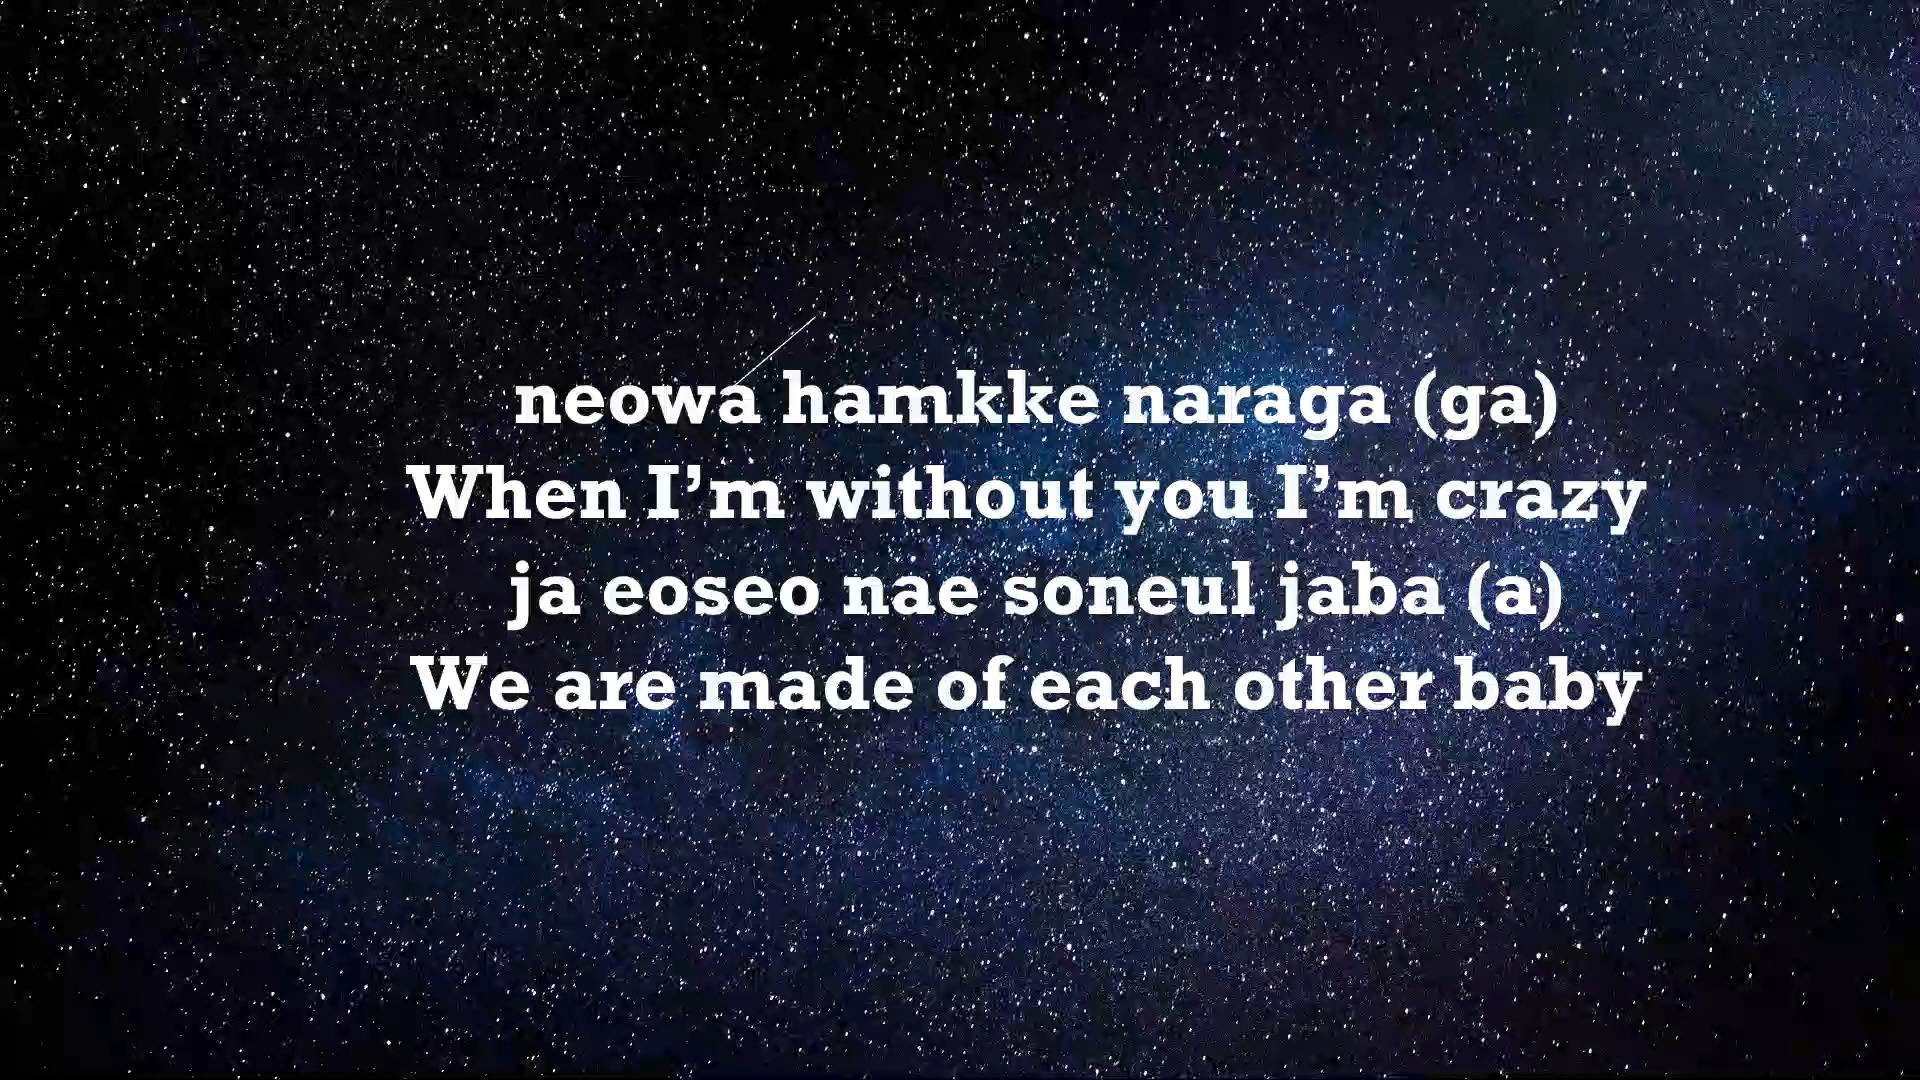 neowa hamkke naraga (ga)
When I’m without you I’m crazy
ja eoseo nae soneul jaba (a)
We are made of each other baby